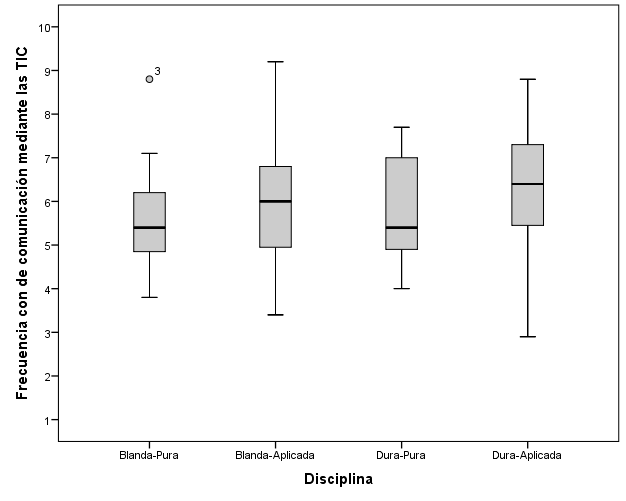 Frecuencia con de comunicación mediante las TIC
10
9
8
7
6
5
4
3
2
1
3
Blanda-Pura
Blanda-Aplicada
Dura-Pura
Dura-Aplicada
Disciplina